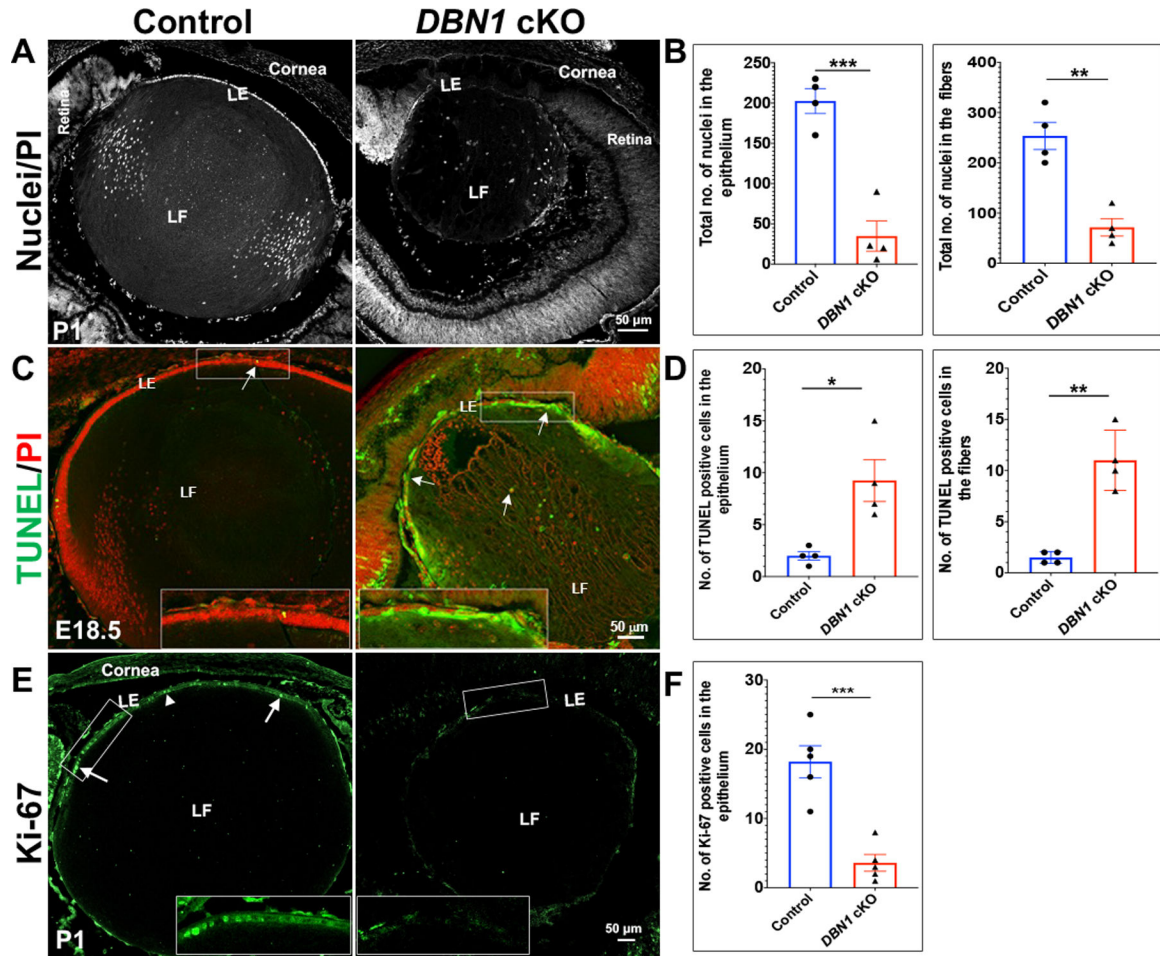 Control
DBN1 cKO
A
Nuclei/PI
Cornea
LE
Retina
LF
P1
Cornea
LE
Retina
LF
50 µm
B
Total no. of nuclei in the
epithelium
250
200
150
100
50
0
***
Control
DBN1 cKO
Total no. of nuclei in the fibers
400
300
200
100
0
**
Control
DBN1 cKO
C
TUNEL/PI
LE
LF
E18.5
LE
LF
50 µm
D
No. of TUNEL positive cells in the
epithelium
20
15
10
5
0
*
Control
DBN1 cKO
No. of TUNEL positive cells in
the fibers
20
15
10
5
0
**
Control
DBN1 cKO
E
Ki-67
Cornea
LE
LF
P1
LE
LF
50 µm
F
No. of Ki-67 positive cells in the
epithelium
30
20
10
0
***
Control
DBN1 cKO